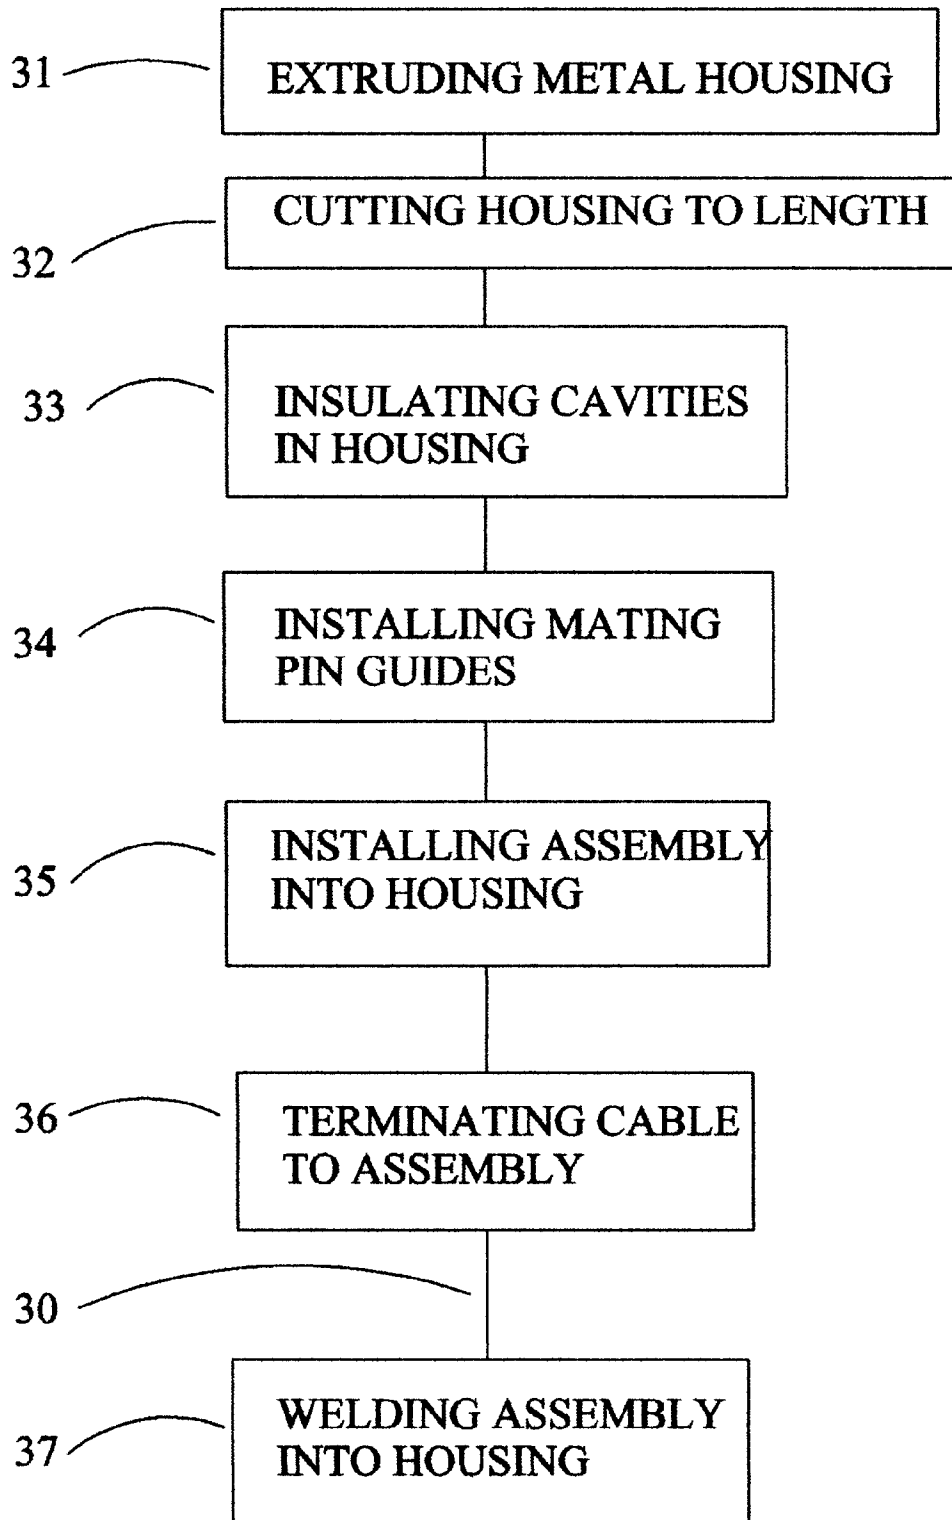 31
EXTRUDING METAL HOUSING
CUTTING HOUSING TO LENGTH
32
33
INSULATING CAVITIES
IN HOUSING
34
INSTALLING MATING
PIN GUIDES
35
INSTALLING ASSEMBLY
INTO HOUSING
36
TERMINATING CABLE
TO ASSEMBLY
30
37
WELDING ASSEMBLY
INTO HOUSING